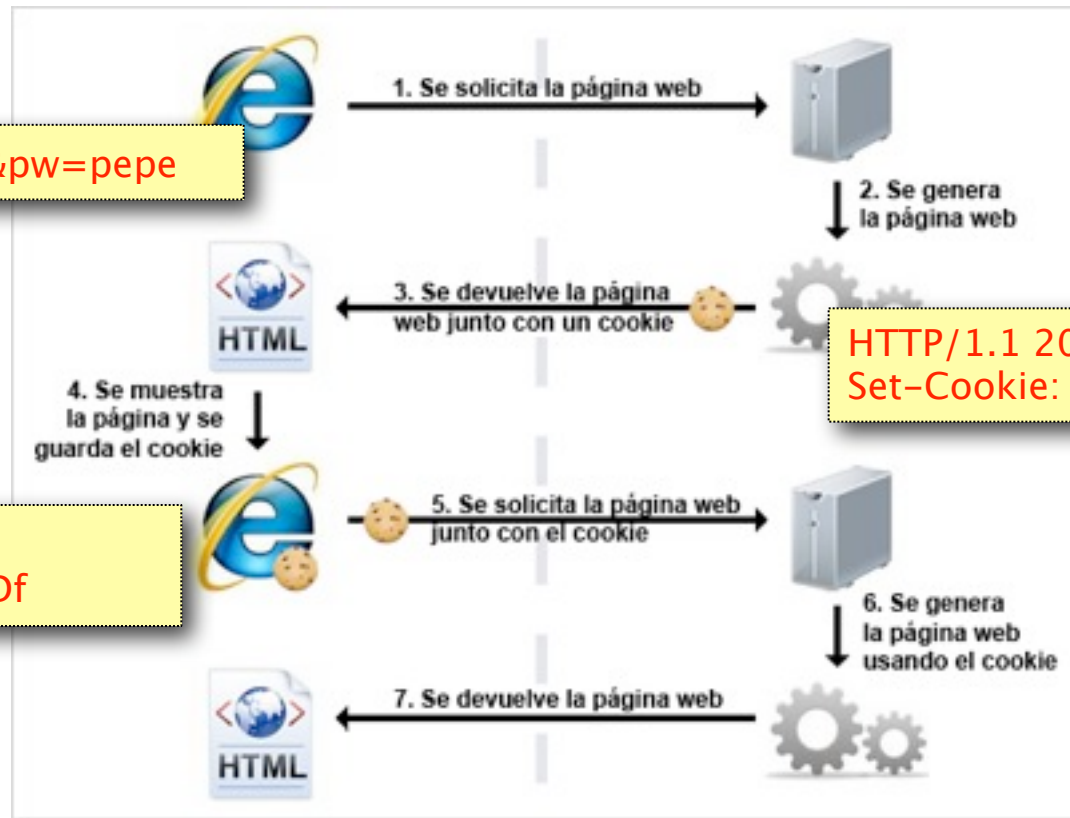 1. Se solicita la página web
&pw=pepe
2. Se genera
la página web
3. Se devuelve la página
web junto con un cookie
HTML
HTTP/1.1 20
Set-Cookie:
4. Se muestra
la página y se
guarda el cookie
5. Se solicita la página web
junto con el cookie
Df
6. Se genera
la página web
usando el cookie
7. Se devuelve la página web
HTML